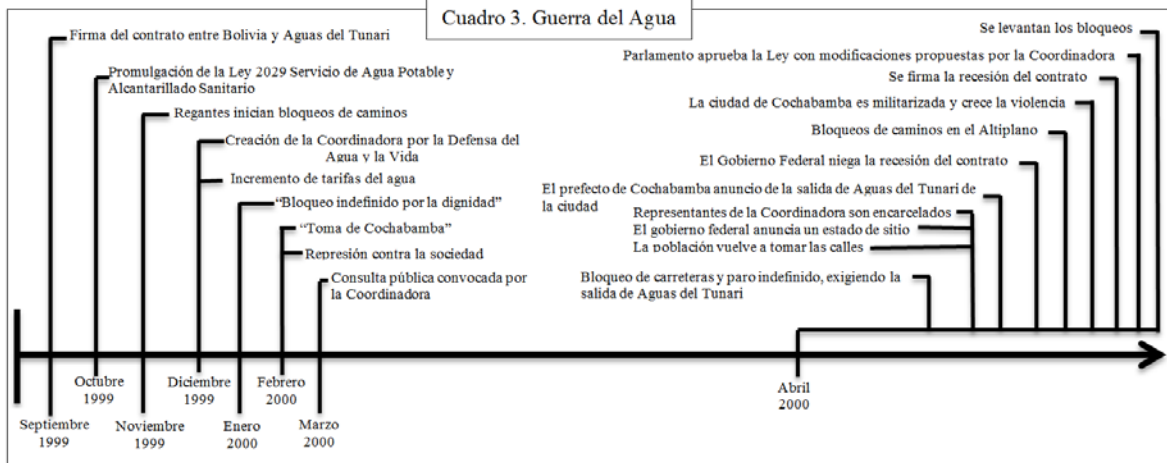 Cuadro 3. Guerra del Agua
Firma del contrato entre Bolivia y Aguas del Tunari
Promulgación de la Ley 2029 Servicio de Agua Potable y
Alcantarillado Sanitario
Regantes inician bloqueos de caminos
Creación de la Coordinadora por la Defensa del
Agua y la Vida
Incremento de tarifas del agua
“Bloqueo indefinido por la dignidad”
“Toma de Cochabamba”
Represión contra la sociedad
Consulta pública convocada por
la Coordinadora
Se levantan los bloqueos
Parlamento aprueba la Ley con modificaciones propuestas por la Coordinadora
Se firma la recesión del contrato
La ciudad de Cochabamba es militarizada y crece la violencia
Bloqueos de caminos en el Altiplano
El Gobierno Federal niega la recesión del contrato
El prefecto de Cochabamba anuncio de la salida de Aguas del Tunari de
la ciudad
Representantes de la Coordinadora son encarcelados
El gobierno federal anuncia un estado de sitio
La población vuelve a tomar las calles
Bloqueo de carreteras y paro indefinido, exigiendo la
salida de Aguas del Tunari
Septiembre
1999
Octubre
1999
Noviembre
1999
Diciembre
1999
Enero
2000
Febrero
2000
Marzo
2000
Abril
2000